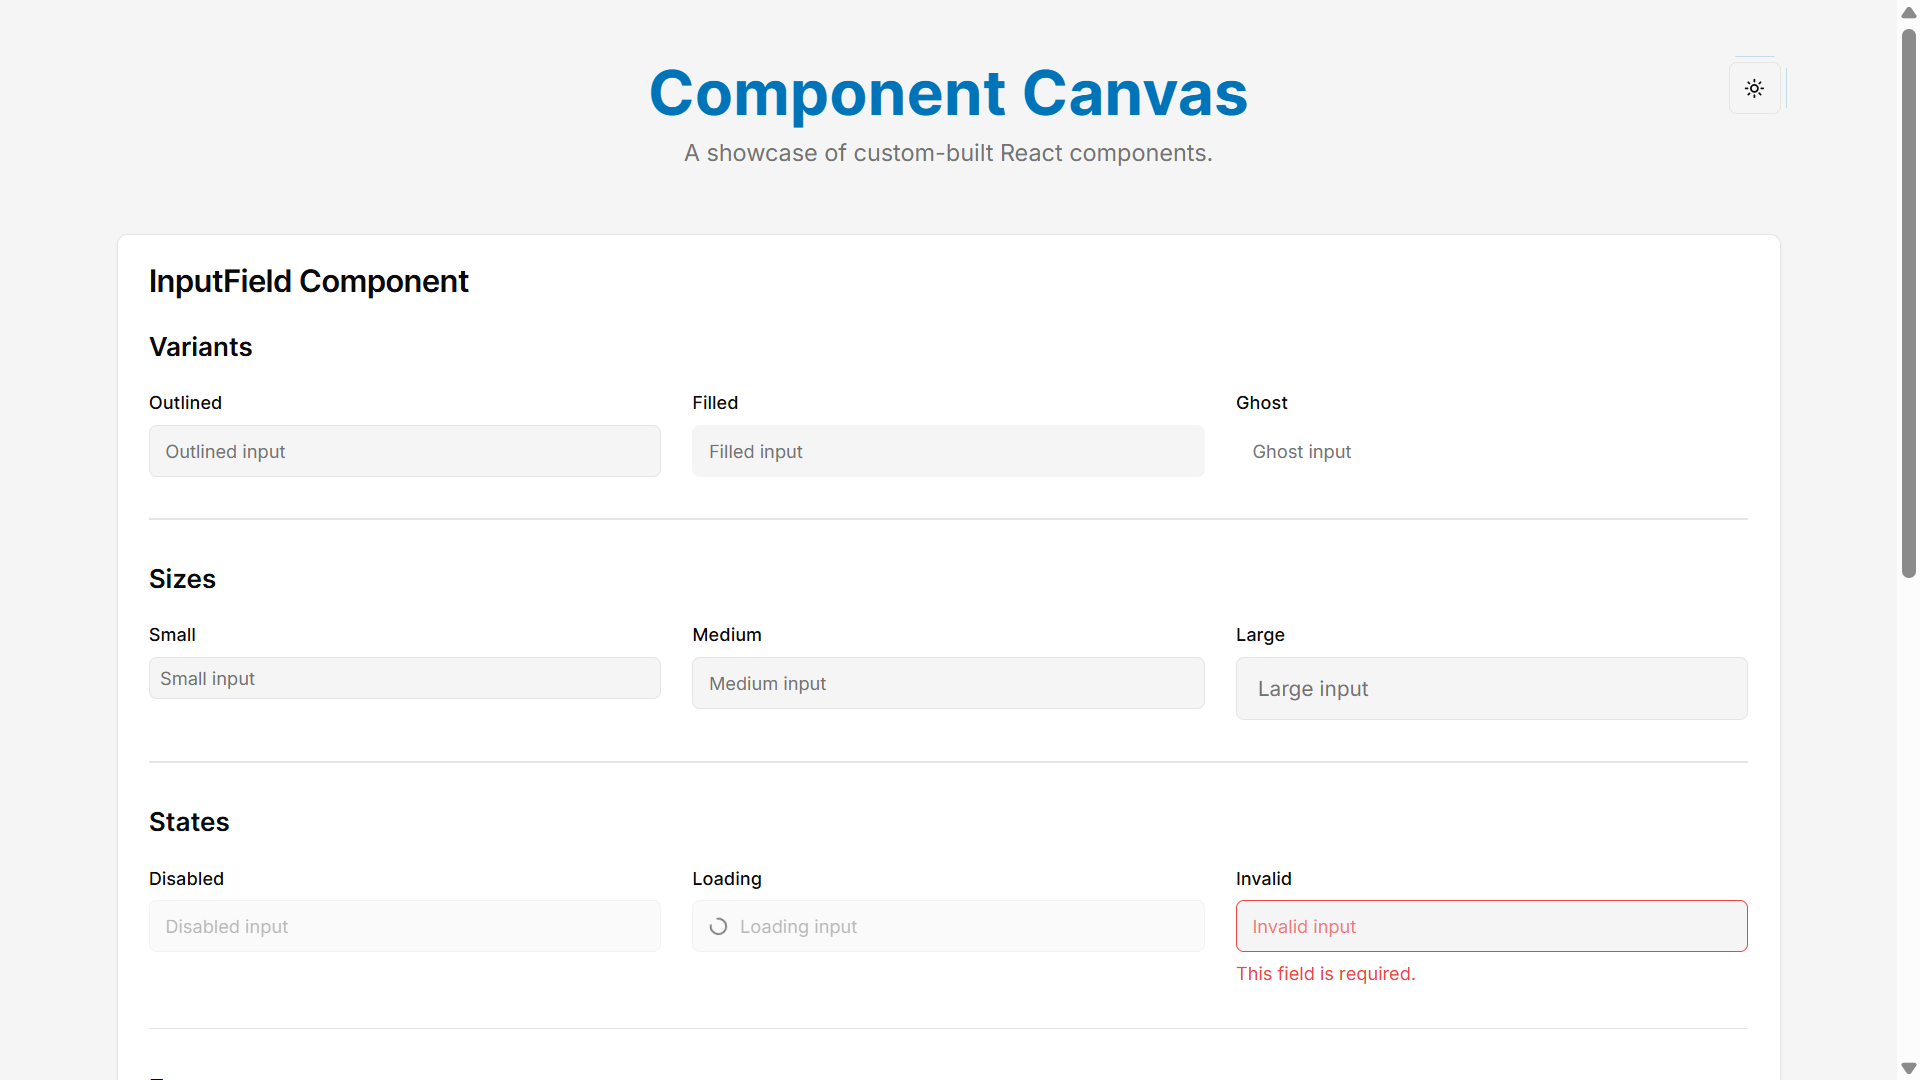 Component Canvas
A showcase of custom-built React components.
InputField Component
Variants
Outlined
Filled
Ghost
Outlined input
Filled input
Ghost input
Sizes
Small
Medium
Large
Small input
Medium input
Large input
States
Disabled
Loading
Invalid
Disabled input
Loading input
Invalid input
This field is required.